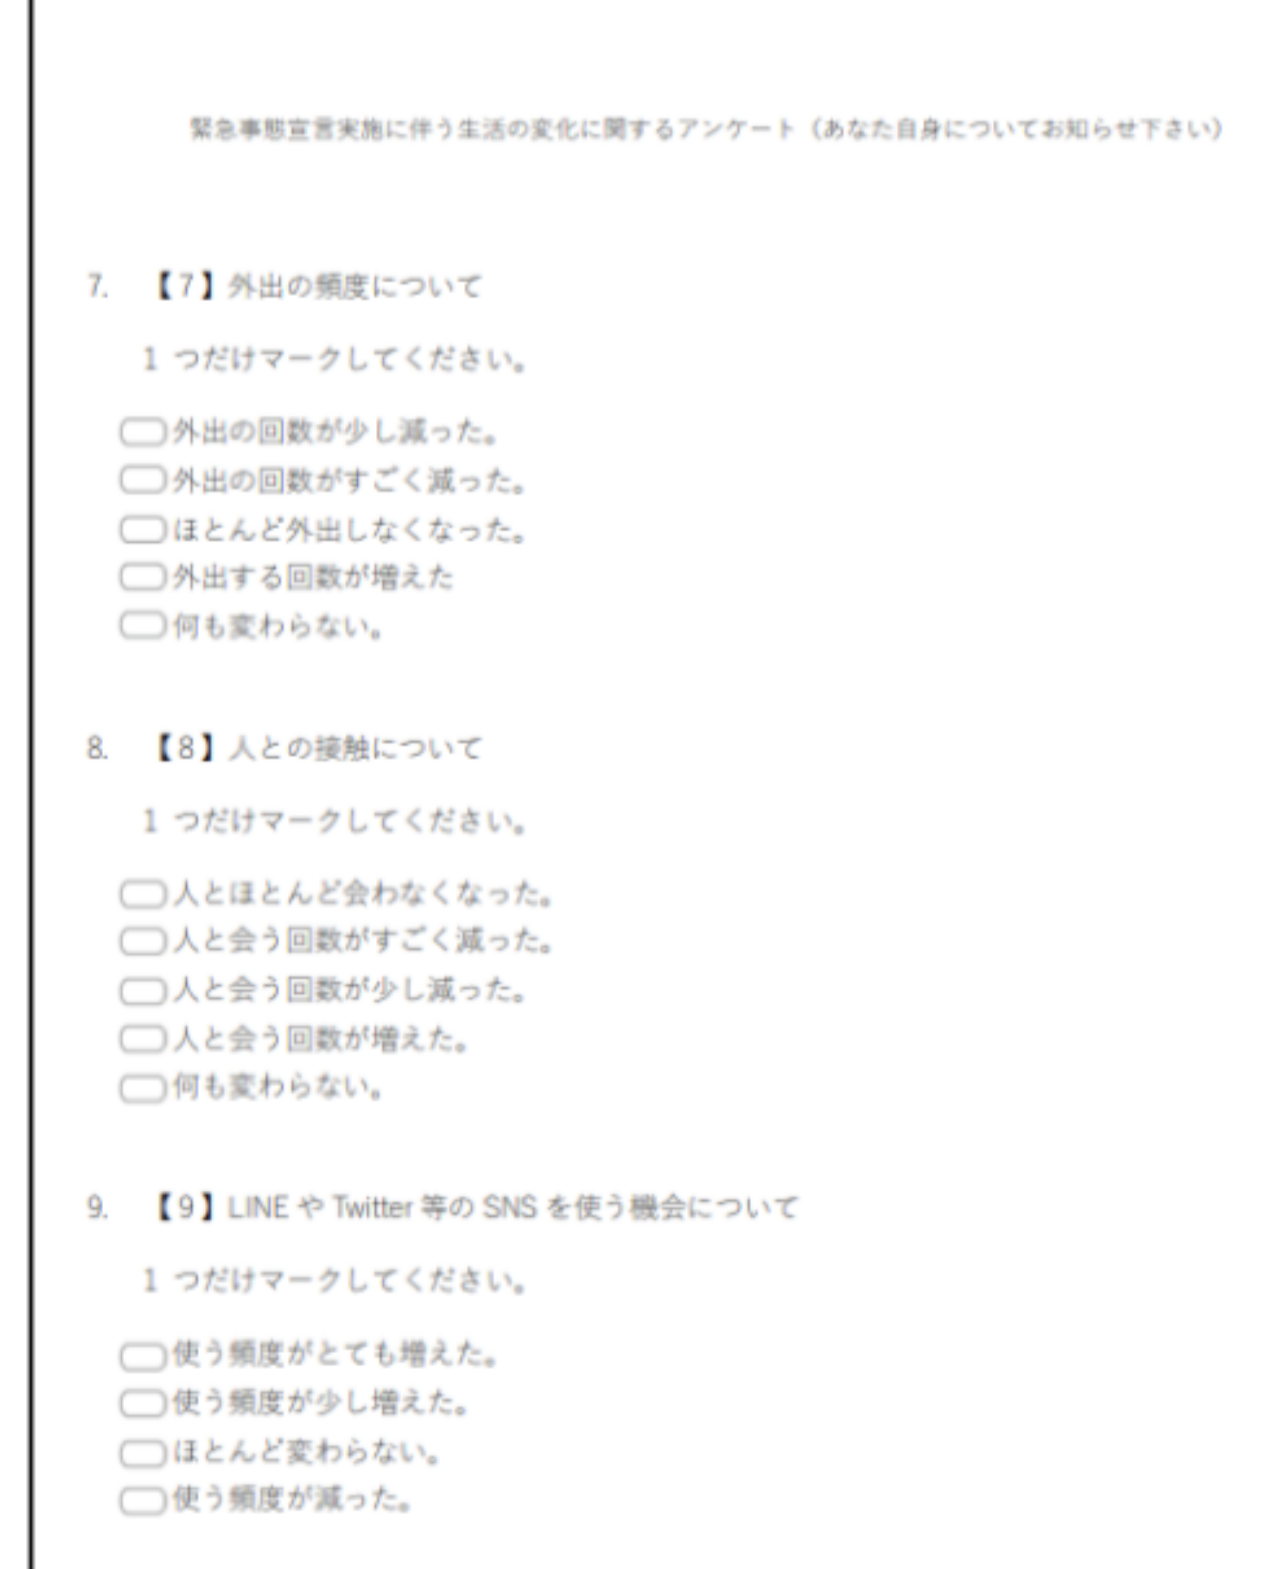 緊急事態宣言実施に伴う生活の変化に関するアンケート（あなた自身についてお知らせ下さい）
7. 【7】外出の頻度について
1 つだけマークしてください。
外出の回数が少し減った。
外出の回数がすごく減った。
ほとんど外出しなくなった。
外出する回数が増えた
何も変わらない。
8. 【8】人との接触について
1 つだけマークしてください。
人とほとんど会わなくなった。
人と会う回数がすごく減った。
人と会う回数が少し減った。
人と会う回数が増えた。
何も変わらない。
9. 【9】LINE や Twitter 等の SNS を使う機会について
1 つだけマークしてください。
使う頻度がとても増えた。
使う頻度が少し増えた。
ほとんど変わらない。
使う頻度が減った。